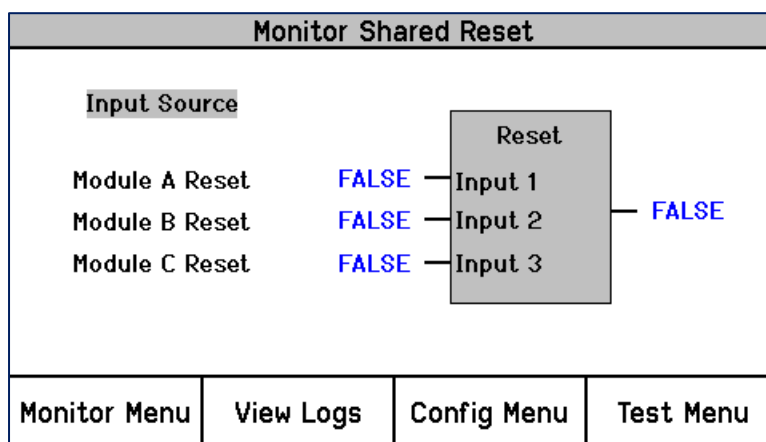 Monitor Shared Reset
Input Source
Reset
Module A Reset FALSE Input 1
Module B Reset FALSE Input 2
FALSE
Module C Reset FALSE Input 3
Monitor Menu View Logs Config Menu Test Menu